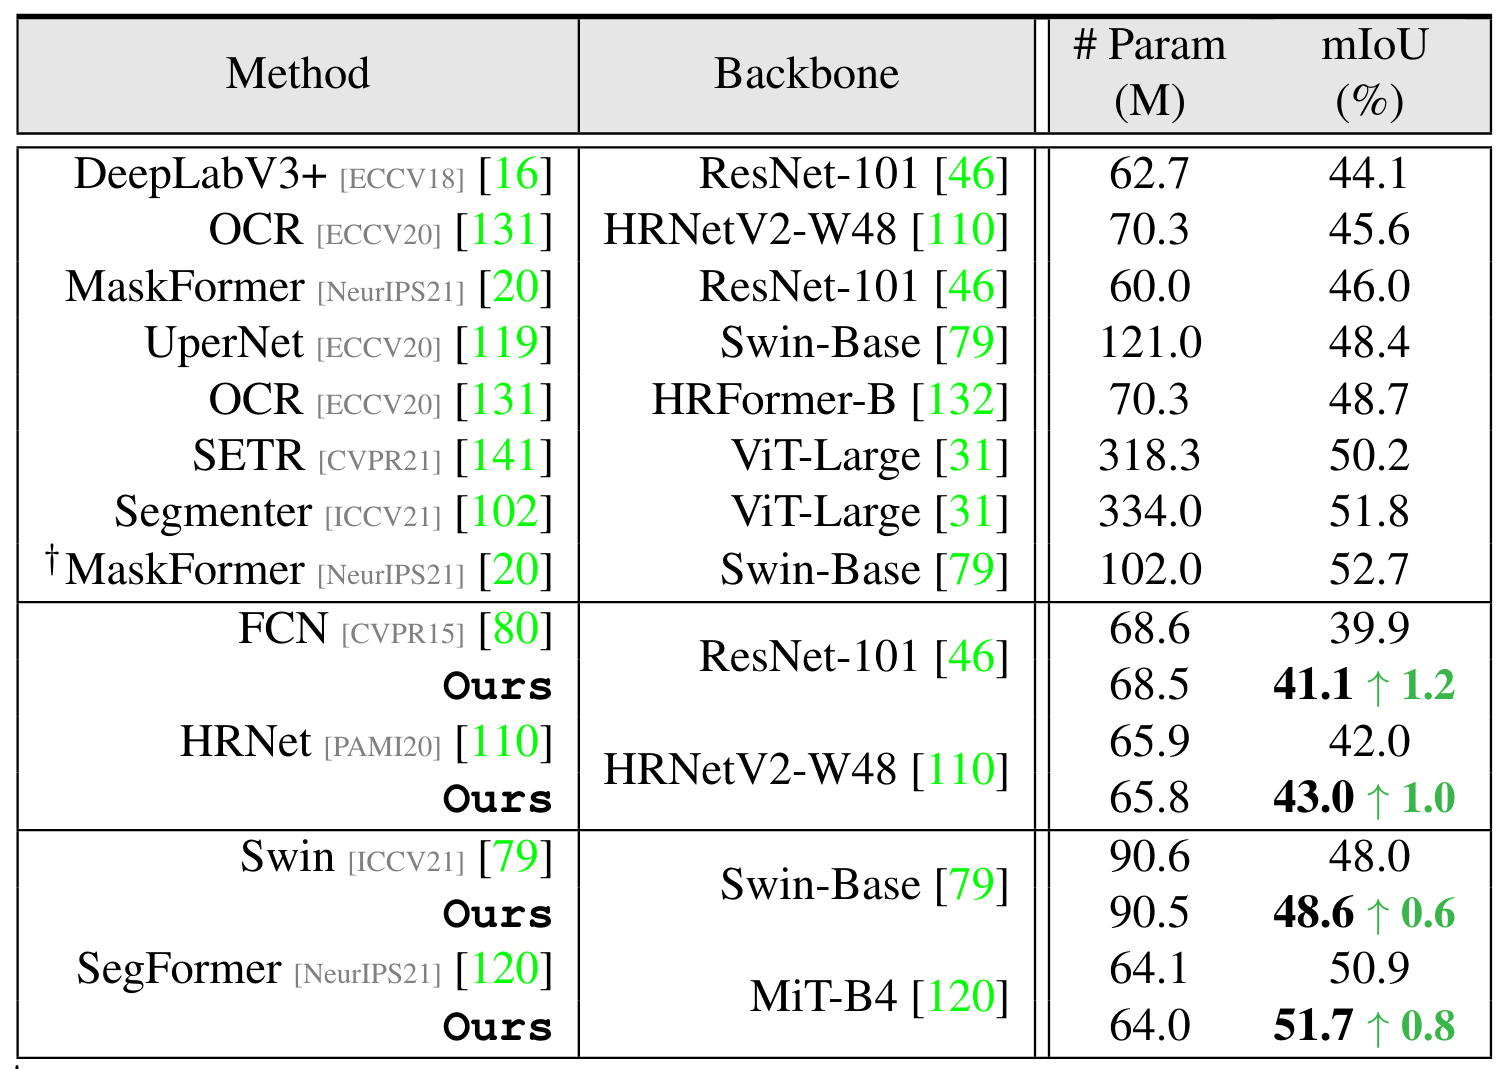 Method Backbone # Param (M) mIoU (%)
DeepLabV3+ [ECCV18] [16] ResNet-101 [46] 62.7 44.1
OCR [ECCV20] [131] HRNetV2-W48 [110] 70.3 45.6
MaskFormer [NeurIPS21] [20] ResNet-101 [46] 60.0 46.0
UperNet [ECCV20] [119] Swin-Base [79] 121.0 48.4
OCR [ECCV20] [131] HRFormer-B [132] 70.3 48.7
SETR [CVPR21] [141] ViT-Large [31] 318.3 50.2
Segmenter [ICCV21] [102] ViT-Large [31] 334.0 51.8
†MaskFormer [NeurIPS21] [20] Swin-Base [79] 102.0 52.7
FCN [CVPR15] [80] ResNet-101 [46] 68.6 39.9
Ours 68.5 41.1 ↑ 1.2
HRNet [PAMI20] [110] HRNetV2-W48 [110] 65.9 42.0
Ours 65.8 43.0 ↑ 1.0
Swin [ICCV21] [79] Swin-Base [79] 90.6 48.0
Ours 90.5 48.6 ↑ 0.6
SegFormer [NeurIPS21] [120] MiT-B4 [120] 64.1 50.9
Ours 64.0 51.7 ↑ 0.8